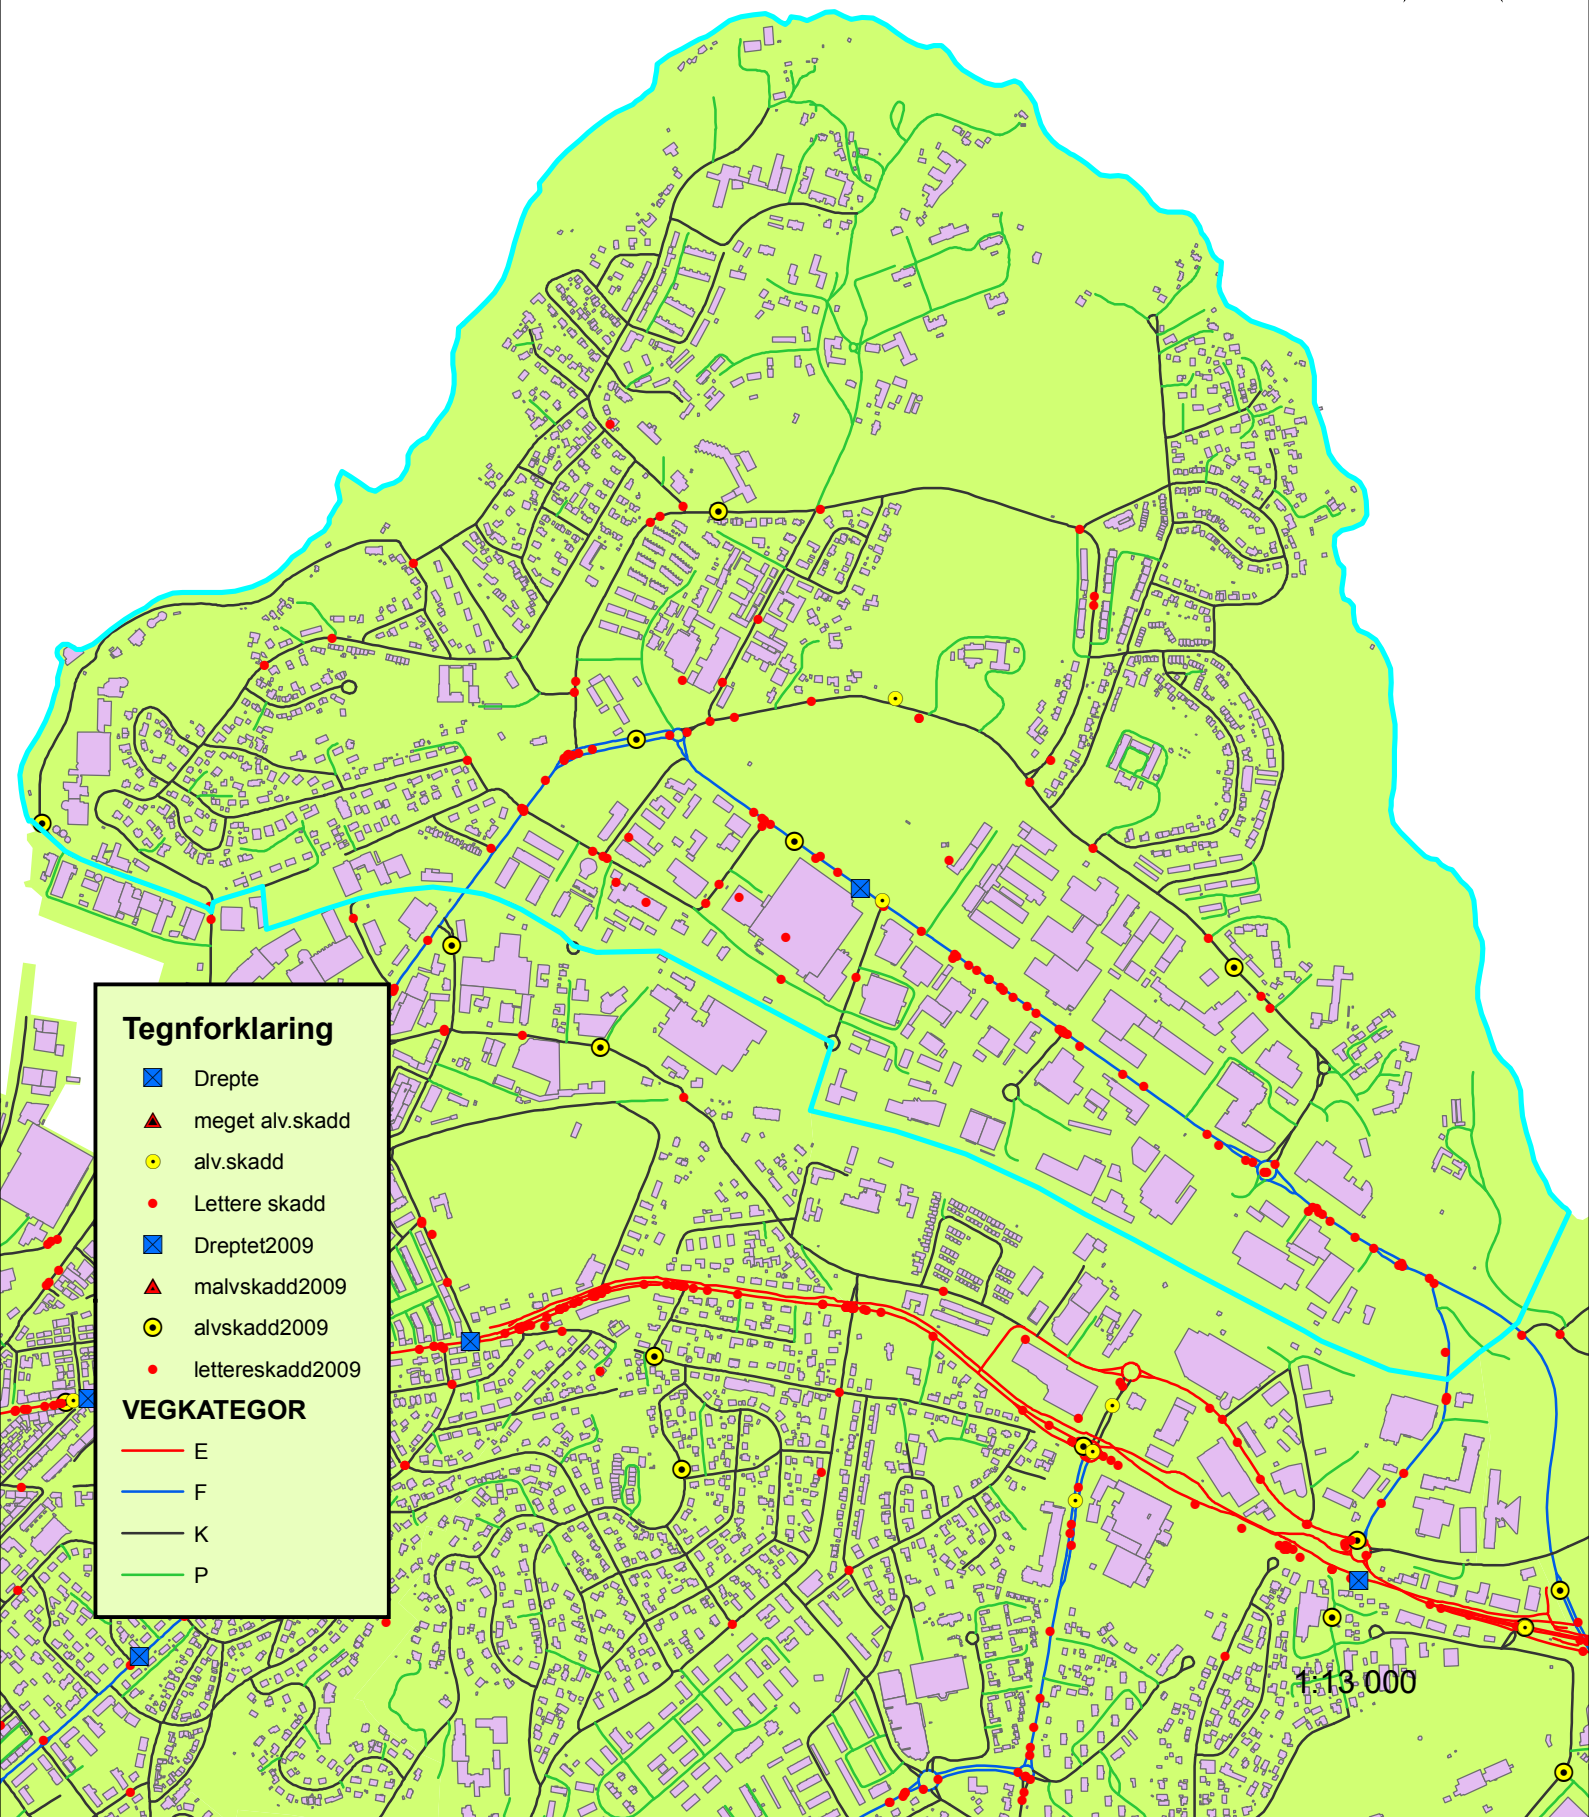 Tegnforklaring
Drepte
meget alv.skadd
alv.skadd
Lettere skadd
Dreptet2009
malvskadd2009
alvskadd2009
lettereskadd2009
VEGKATEGOR
E
F
K
P
1:13 000